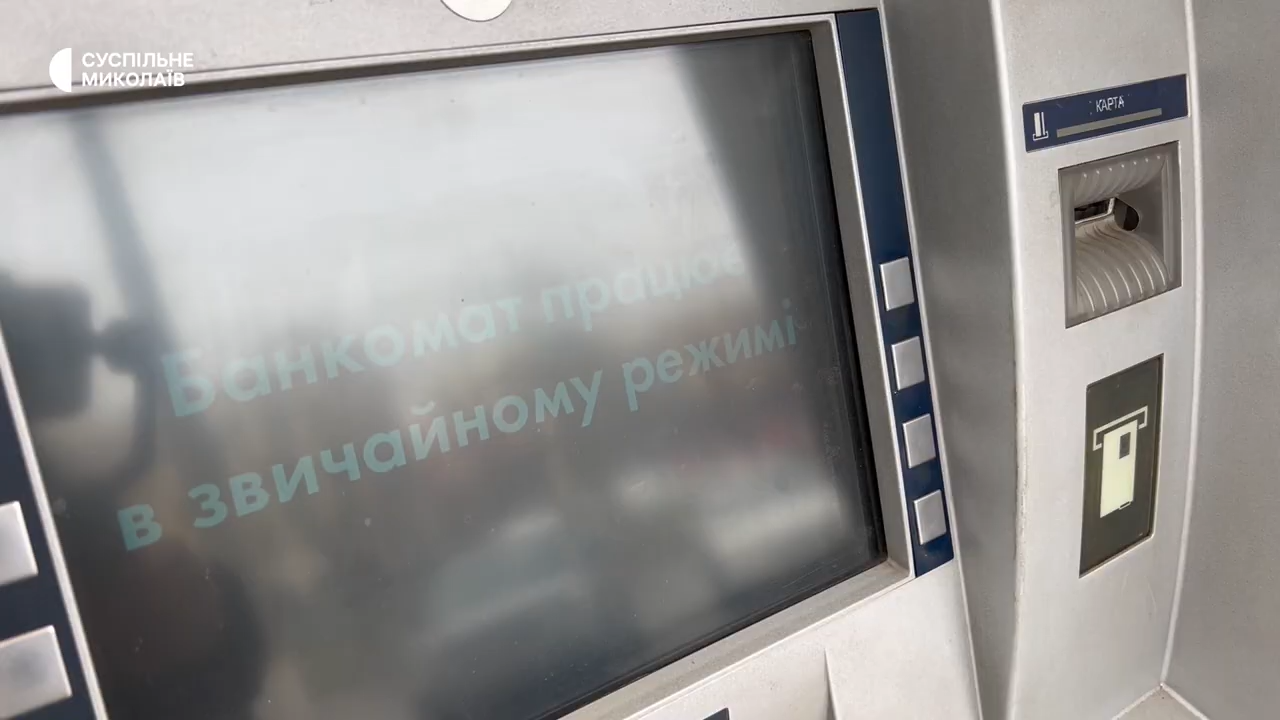 СУСПІЛЬНЕ
МИКОЛАЇВ
КАРТА
Банкомат працює
в звичайному режимі